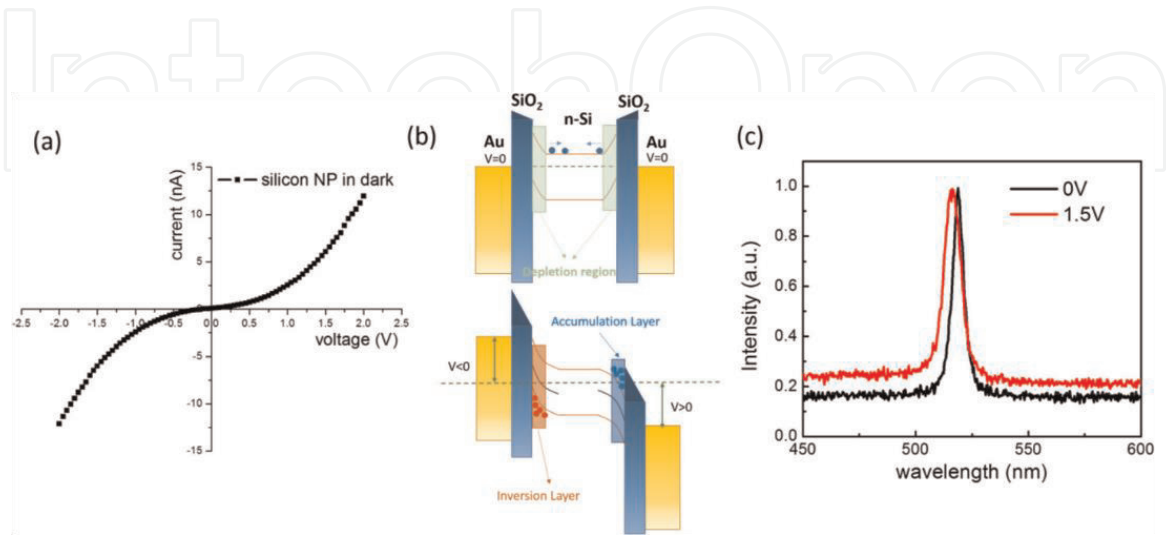 IntechOpen
(a)
current (nA)
15
10
5
0
-5
-10
-15
silicon NP in dark
-2.5 -2.0 -1.5 -1.0 -0.5 0.0 0.5 1.0 1.5 2.0 2.5
voltage (V)
(b)
SiO2 SiO2
n-Si
Au Au
V=0 V=0
Depletion region
Accumulation Layer
V<0
V>0
Inversion Layer
(c)
Intensity (a.u.)
1.0
0.8
0.6
0.4
0.2
0.0
0V
1.5V
450 500 550 600
wavelength (nm)